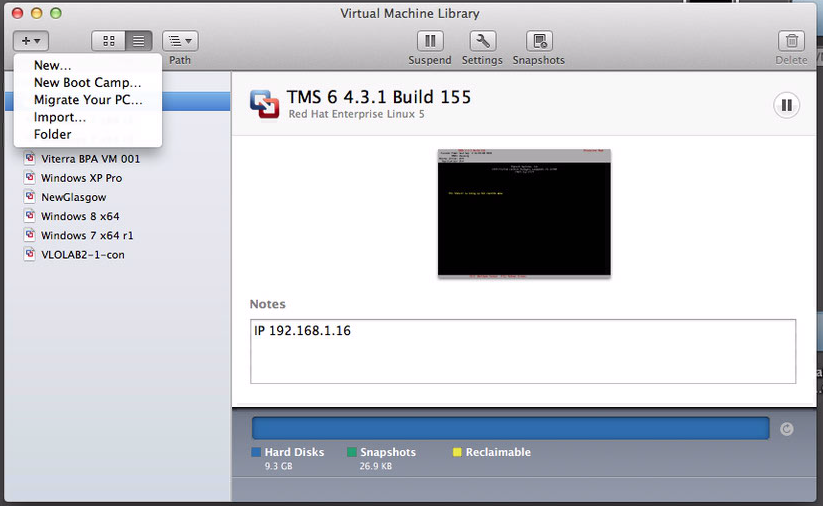 Virtual Machine Library
Path
Suspend
Settings
Snapshots
Delete
New...
New Boot Camp...
Migrate Your PC...
Import...
Folder
Viterra BPA VM 001
Windows XP Pro
NewGlasgow
Windows 8 x64
Windows 7 x64 r1
VLOLAB2-1-con
TMS 6 4.3.1 Build 155
Red Hat Enterprise Linux 5
Notes
IP 192.168.1.16
Hard Disks
9.3 GB
Snapshots
26.9 KB
Reclaimable